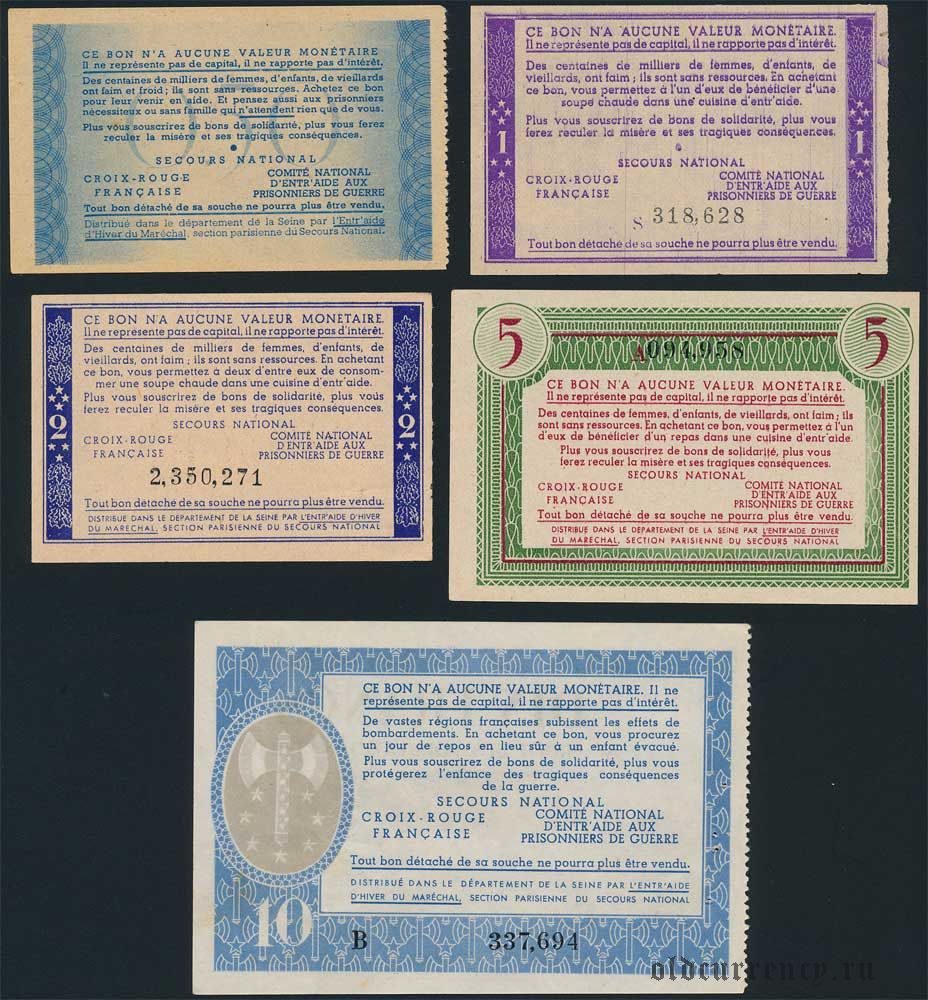 CE BON N'A AUCUNE VALEUR MONÉTAIRE
Il ne représente pas de capital, il ne rapporte pas d'intérêt.
Des centaines de milliers de femmes, d'enfants, de vieillards
ont faim et froid ; ils sont sans ressources. Achetez ce bon
pour leur venir en aide. Et pensez aussi aux prisonniers
nécessiteux ou sans famille qui n'attendent rien que de vous.
Plus vous souscrirez de bons de solidarité, plus vous ferez
reculer la misère et ses tragiques conséquences.
SECOURS NATIONAL
CROIX-ROUGE
FRANÇAISE
COMITÉ NATIONAL
D'ENTR'AIDE AUX
PRISONNIERS DE GUERRE
Tout bon détaché de sa souche ne pourra plus être vendu.
Distribué dans le département de la Seine par l'Entr'aide
d'Hiver du Maréchal, section parisienne du Secours National.
CE BON N'A AUCUNE VALEUR MONÉTAIRE.
Il ne représente pas de capital, il ne rapporte pas d'intérêt.
Des centaines de milliers de femmes, d'enfants, de
vieillards, ont faim ; ils sont sans ressources. En achetant
ce bon, vous permettez à l'un d'eux de bénéficier d'une
soupe chaude dans une cuisine d'entr'aide.
Plus vous souscrirez de bons de solidarité, plus vous
ferez reculer la misère et ses tragiques conséquences.
1
1
SECOURS NATIONAL
CROIX-ROUGE
FRANÇAISE
COMITÉ NATIONAL
D'ENTR'AIDE AUX
PRISONNIERS DE GUERRE
S 318,628
Tout bon détaché de sa souche ne pourra plus être vendu.
CE BON N'A AUCUNE VALEUR MONÉTAIRE.
Il ne représente pas de capital, il ne rapporte pas d'intérêt.
Des centaines de milliers de femmes, d'enfants, de
vieillards, ont faim ; ils sont sans ressources. En achetant
ce bon, vous permettez à deux d'entre eux de consom-
mer une soupe chaude dans une cuisine d'entr'aide.
Plus vous souscrirez de bons de solidarité, plus vous
ferez reculer la misère et ses tragiques conséquences.
2
2
SECOURS NATIONAL
CROIX-ROUGE
FRANÇAISE
COMITÉ NATIONAL
D'ENTR'AIDE AUX
PRISONNIERS DE GUERRE
2,350,271
Tout bon détaché de sa souche ne pourra plus être vendu.
DISTRIBUÉ DANS LE DÉPARTEMENT DE LA SEINE PAR L'ENTR'AIDE D'HIVER
DU MARÉCHAL, SECTION PARISIENNE DU SECOURS NATIONAL
5
5
A094,958
CE BON N'A AUCUNE VALEUR MONÉTAIRE.
Il ne représente pas de capital, il ne rapporte pas d'intérêt.
Des centaines de femmes, d'enfants, de vieillards, ont faim ; ils
sont sans ressources. En achetant ce bon, vous permettez à l'un
d'eux de bénéficier d'un repas dans une cuisine d'entr'aide.
Plus vous souscrirez de bons de solidarité, plus vous
ferez reculer la misère et ses tragiques conséquences.
SECOURS NATIONAL
CROIX-ROUGE
FRANÇAISE
COMITÉ NATIONAL
D'ENTR'AIDE AUX
PRISONNIERS DE GUERRE
Tout bon détaché de sa souche ne pourra plus être vendu.
DISTRIBUÉ DANS LE DÉPARTEMENT DE LA SEINE PAR L'ENTR'AIDE D'HIVER
DU MARÉCHAL, SECTION PARISIENNE DU SECOURS NATIONAL
CE BON N'A AUCUNE VALEUR MONÉTAIRE. Il ne
représente pas de capital, il ne rapporte pas d'intérêt.
De vastes régions françaises subissent les effets de
bombardements. En achetant ce bon, vous procurez
un jour de repos en lieu sûr à un enfant évacué.
Plus vous souscrirez de bons de solidarité, plus vous
protégerez l'enfance des tragiques conséquences
de la guerre.
SECOURS NATIONAL
CROIX-ROUGE
FRANÇAISE
COMITÉ NATIONAL
D'ENTR'AIDE AUX
PRISONNIERS DE GUERRE
Tout bon détaché de sa souche ne pourra plus être vendu.
DISTRIBUÉ DANS LE DÉPARTEMENT DE LA SEINE PAR L'ENTR'AIDE
D'HIVER DU MARÉCHAL, SECTION PARISIENNE DU SECOURS NATIONAL
10
B 337,694
oldcurrency.ru